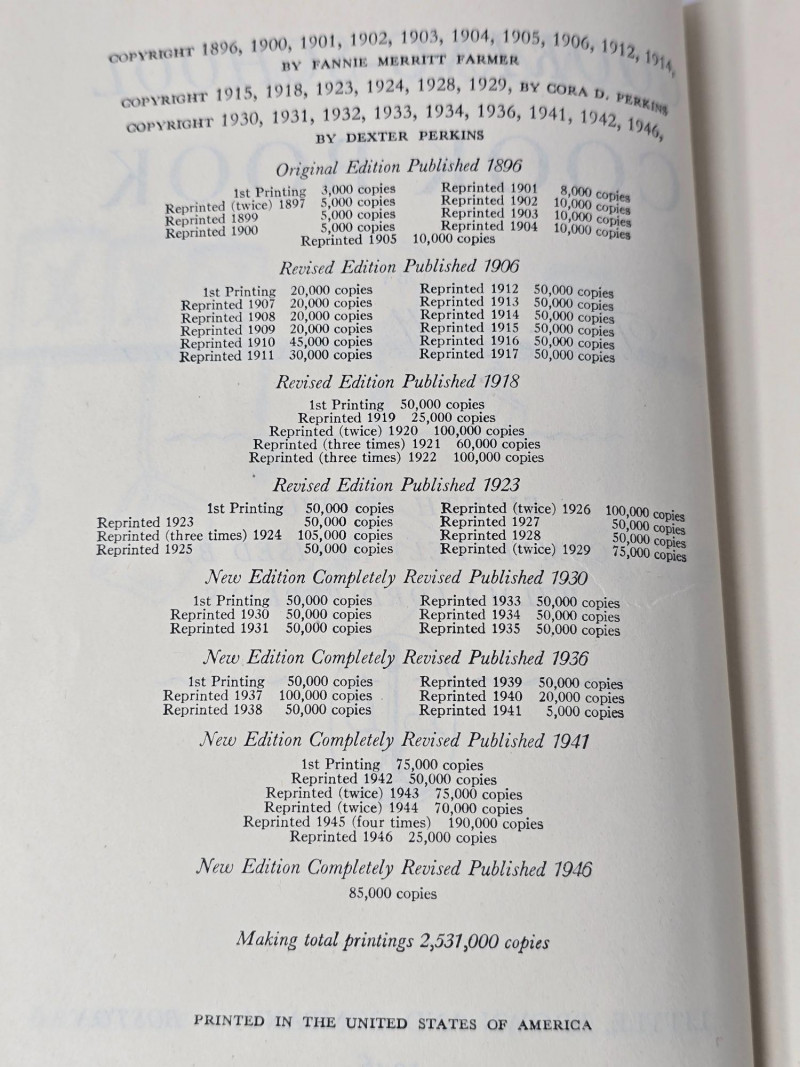 COPYRIGHT 1896, 1900, 1901, 1902, 1903, 1904, 1905, 1906, 1912, 1914,
BY FANNIE MERRITT FARMER
COPYRIGHT 1915, 1918, 1923, 1924, 1928, 1929, BY CORA D. PERKINS
COPYRIGHT 1930, 1931, 1932, 1933, 1934, 1936, 1941, 1942, 1946,
BY DEXTER PERKINS
Original Edition Published 1896
1st Printing 3,000 copies Reprinted 1901 8,000 copies
Reprinted (twice) 1897 5,000 copies Reprinted 1902 10,000 copies
Reprinted 1899 5,000 copies Reprinted 1903 10,000 copies
Reprinted 1900 5,000 copies Reprinted 1904 10,000 copies
Reprinted 1905 10,000 copies
Revised Edition Published 1906
1st Printing 20,000 copies Reprinted 1912 50,000 copies
Reprinted 1907 20,000 copies Reprinted 1913 50,000 copies
Reprinted 1908 20,000 copies Reprinted 1914 50,000 copies
Reprinted 1909 20,000 copies Reprinted 1915 50,000 copies
Reprinted 1910 45,000 copies Reprinted 1916 50,000 copies
Reprinted 1911 30,000 copies Reprinted 1917 50,000 copies
Revised Edition Published 1918
1st Printing 50,000 copies
Reprinted 1919 25,000 copies
Reprinted (twice) 1920 100,000 copies
Reprinted (three times) 1921 60,000 copies
Reprinted (three times) 1922 100,000 copies
Revised Edition Published 1923
1st Printing 50,000 copies Reprinted (twice) 1926 100,000 copies
Reprinted 1923 50,000 copies Reprinted 1927 50,000 copies
Reprinted (three times) 1924 105,000 copies Reprinted 1928 50,000 copies
Reprinted 1925 50,000 copies Reprinted (twice) 1929 75,000 copies
New Edition Completely Revised Published 1930
1st Printing 50,000 copies Reprinted 1933 50,000 copies
Reprinted 1930 50,000 copies Reprinted 1934 50,000 copies
Reprinted 1931 50,000 copies Reprinted 1935 50,000 copies
New Edition Completely Revised Published 1936
1st Printing 50,000 copies Reprinted 1939 50,000 copies
Reprinted 1937 100,000 copies Reprinted 1940 20,000 copies
Reprinted 1938 50,000 copies Reprinted 1941 5,000 copies
New Edition Completely Revised Published 1941
1st Printing 75,000 copies
Reprinted 1942 50,000 copies
Reprinted (twice) 1943 75,000 copies
Reprinted (twice) 1944 70,000 copies
Reprinted 1945 (four times) 190,000 copies
Reprinted 1946 25,000 copies
New Edition Completely Revised Published 1946
85,000 copies
Making total printings 2,531,000 copies
PRINTED IN THE UNITED STATES OF AMERICA